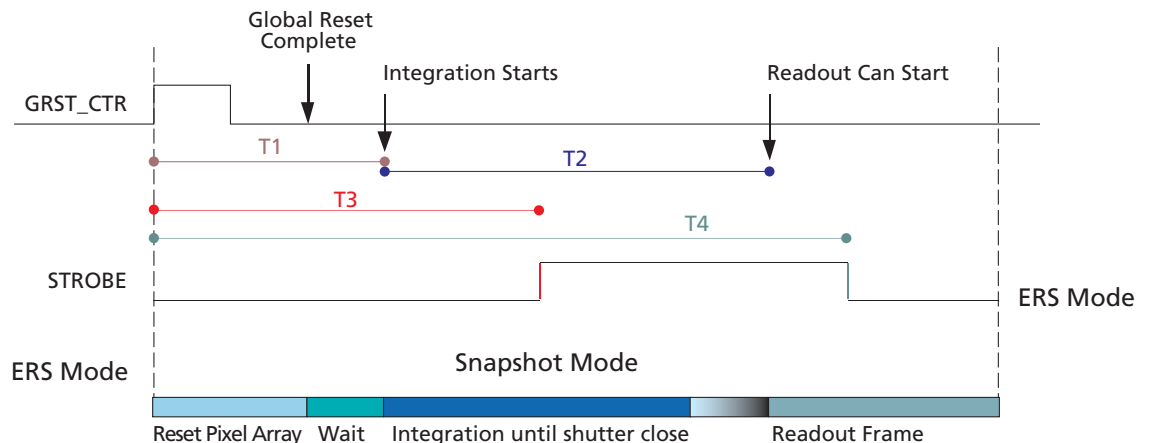 Global Reset
Complete
Integration Starts
Readout Can Start
GRST_CTR
T1
T2
T3
T4
STROBE
ERS Mode
Snapshot Mode
ERS Mode
Reset Pixel Array Wait Integration until shutter close Readout Frame